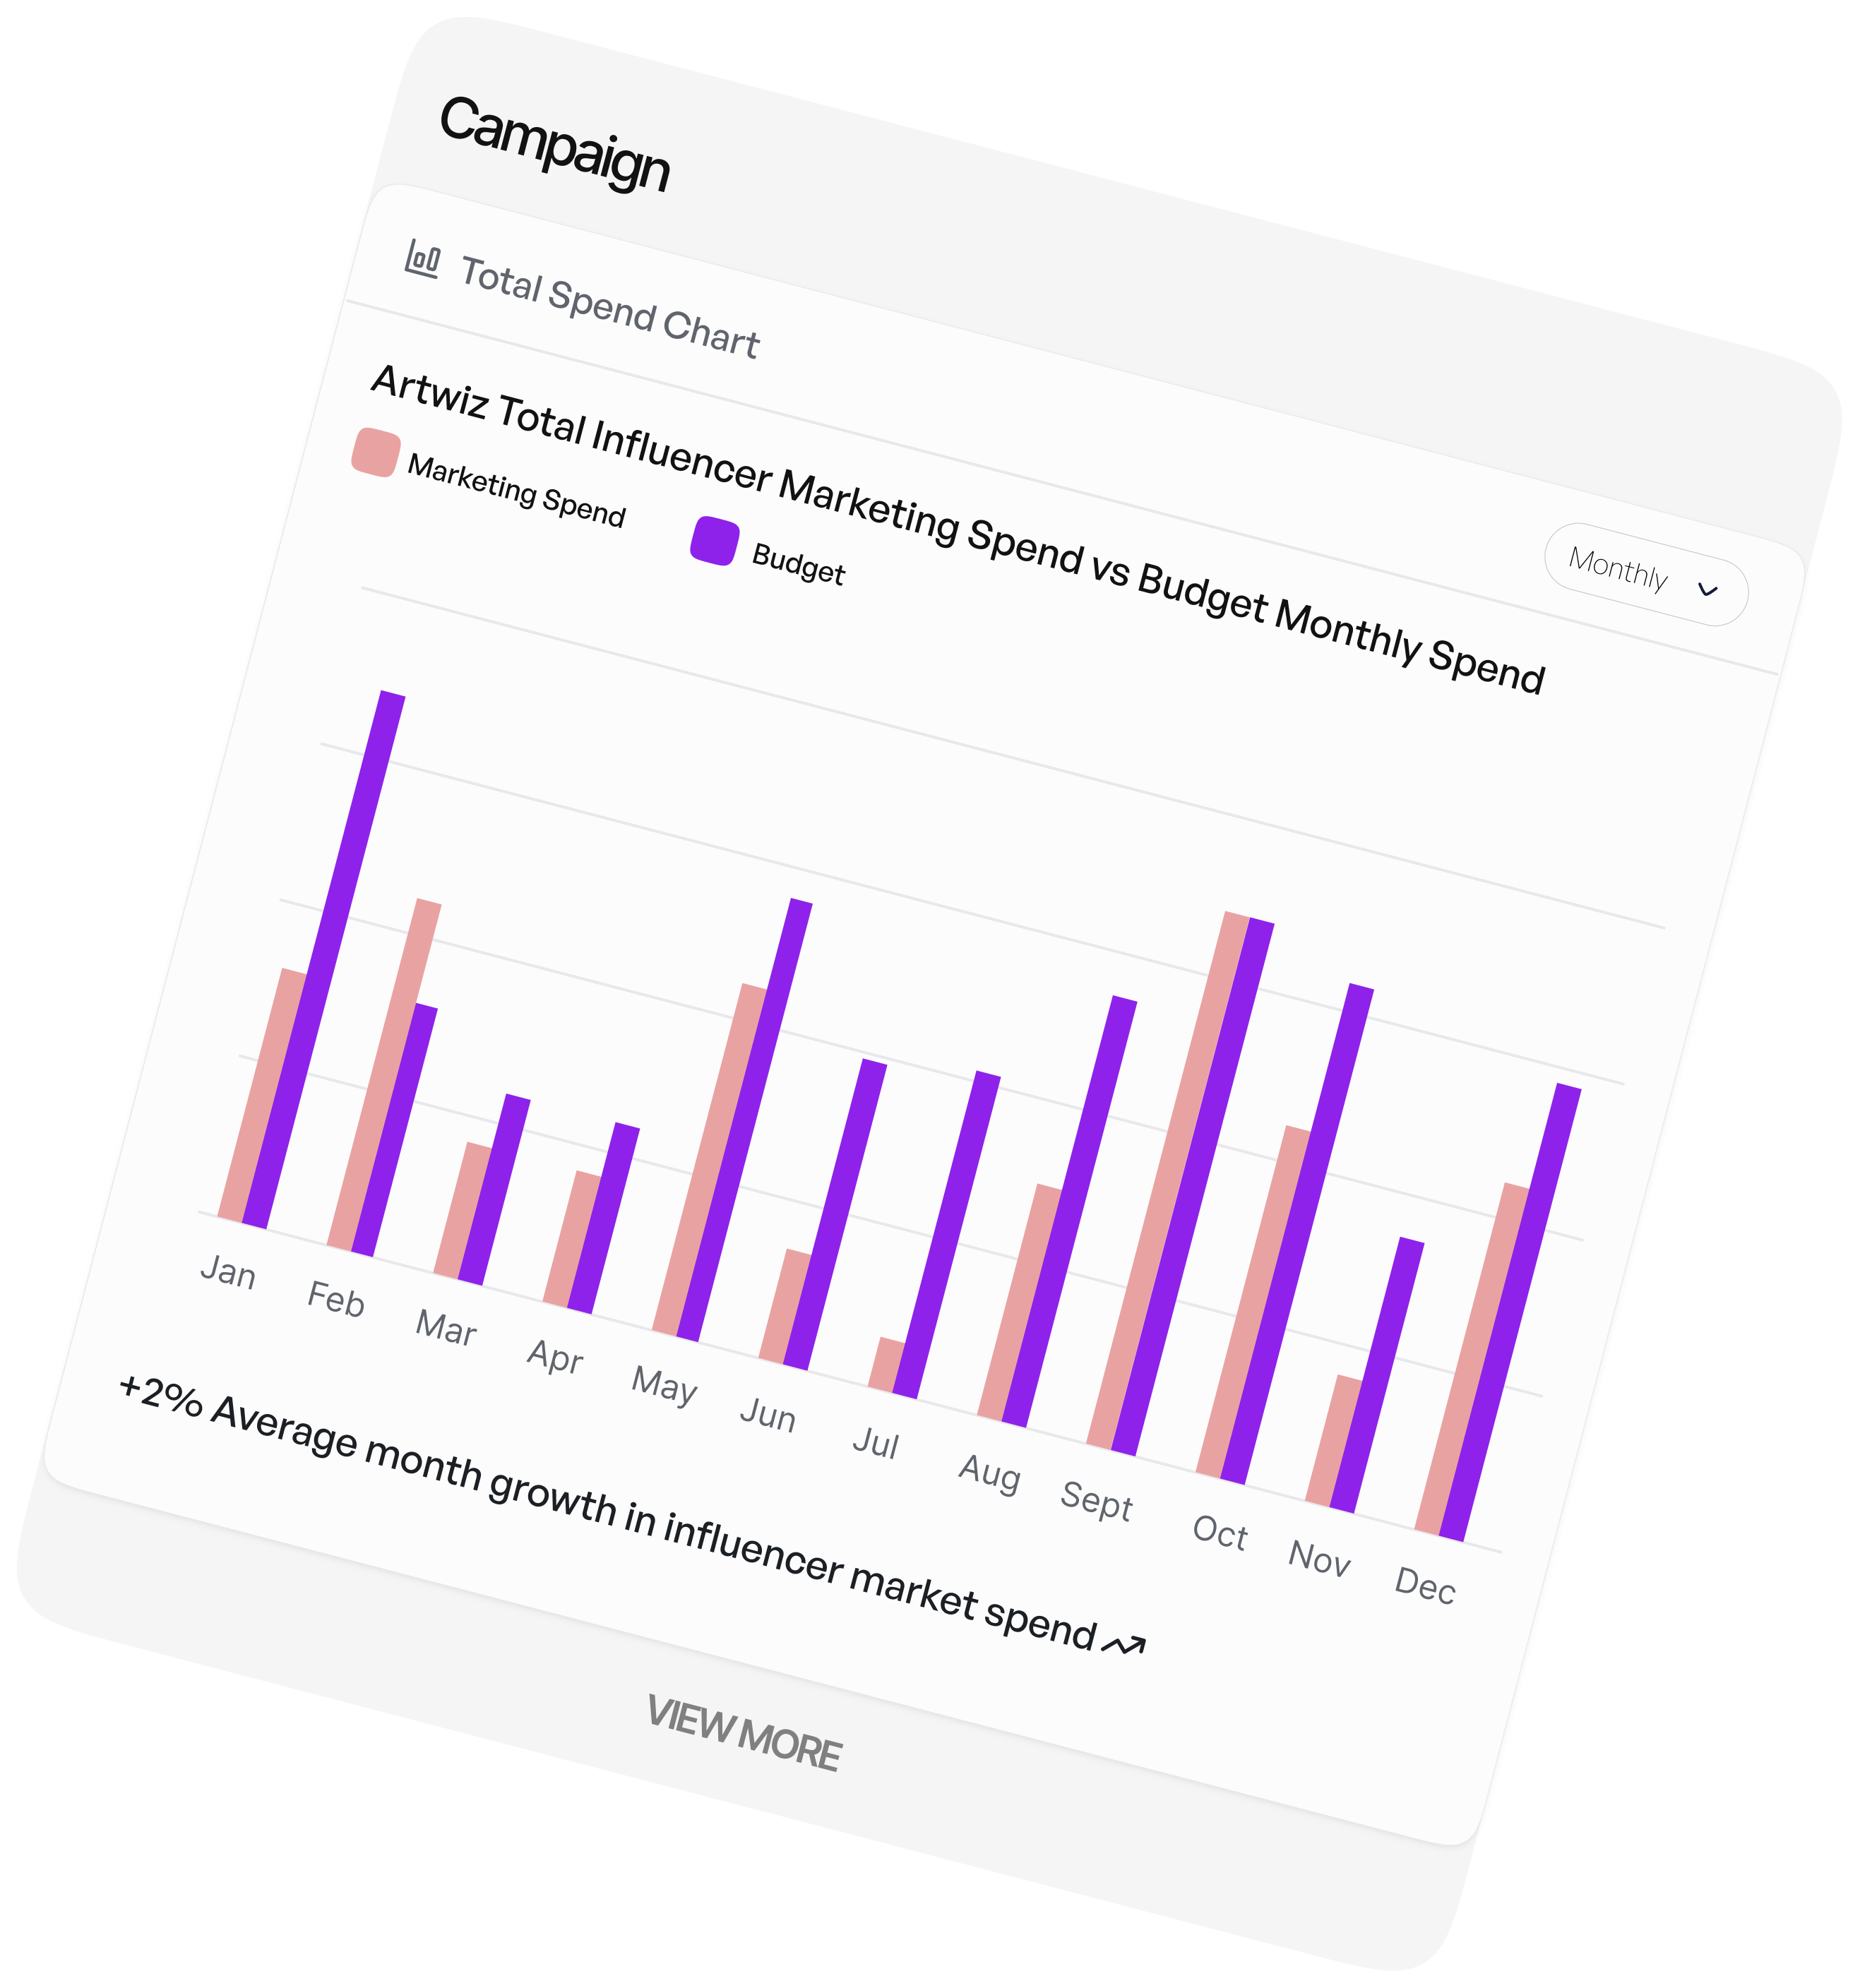 Campaign
Total Spend Chart
Monthly
Artwiz Total Influencer Marketing Spend vs Budget Monthly Spend
Marketing Spend
Budget
Jan
Feb
Mar
Apr
May
Jun
Jul
Aug
Sept
Oct
Nov
Dec
+2% Average month growth in influencer market spend
VIEW MORE